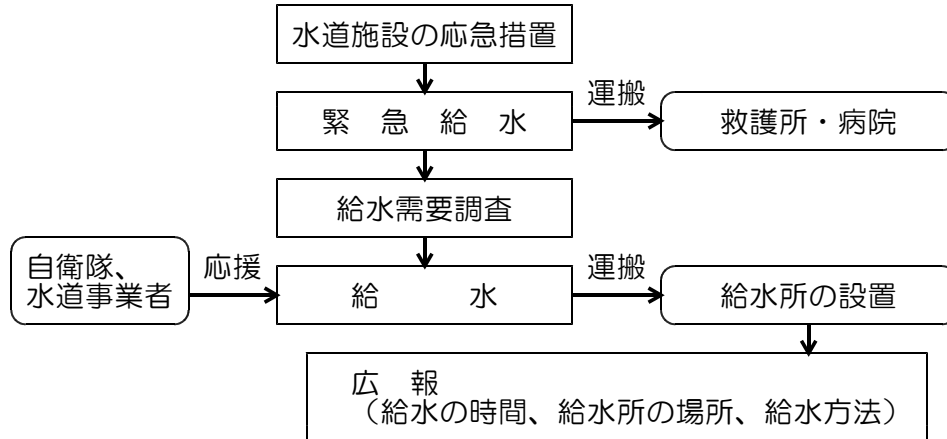 水道施設の応急措置
運搬
緊　急　給　水
救護所・病院
給水需要調査
自衛隊、
水道事業者
応援
給　　　水
運搬
給水所の設置
広　報
（給水の時間、給水所の場所、給水方法）